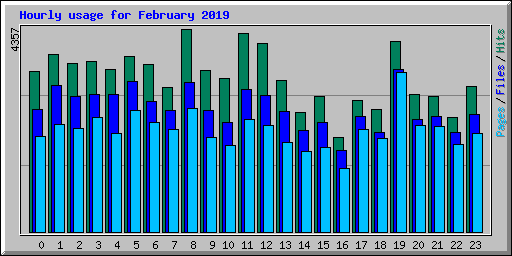 Hourly usage for February 2019
4357
Pages / Files / Hits
0 1 2 3 4 5 6 7 8 9 10 11 12 13 14 15 16 17 18 19 20 21 22 23